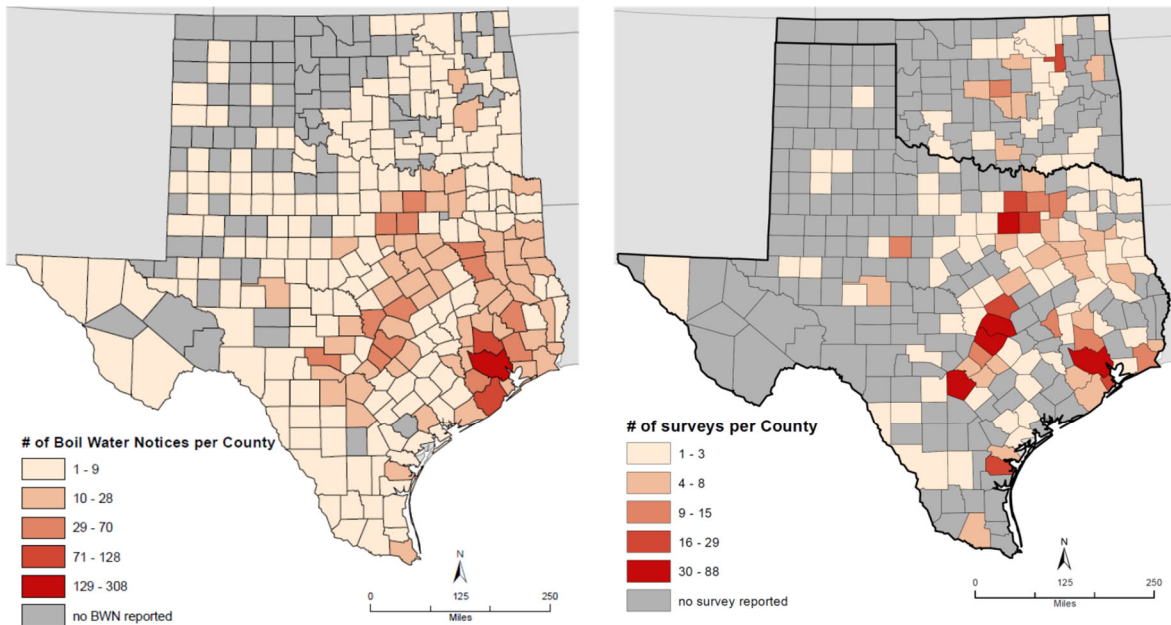 # of Boil Water Notices per County
1 - 9
10 - 28
29 - 70
71 - 128
129 - 308
no BWN reported
N
0 125 250
Miles
# of surveys per County
1 - 3
4 - 8
9 - 15
16 - 29
30 - 88
no survey reported
N
0 125 250
Miles